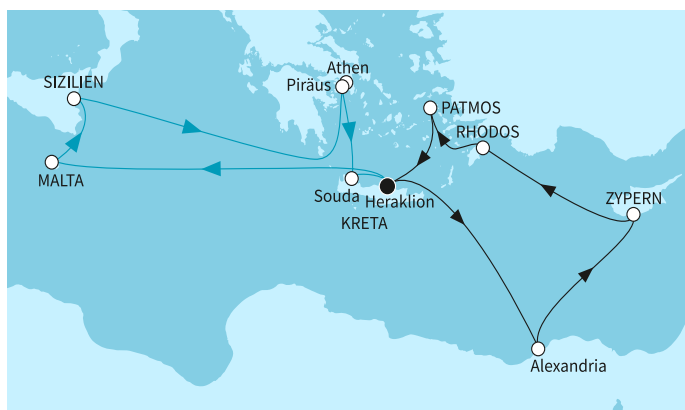 Athen
SIZILIEN
Piräus
PATMOS
RHODOS
MALTA
Souda
Heraklion
ZYPERN
KRETA
Alexandria